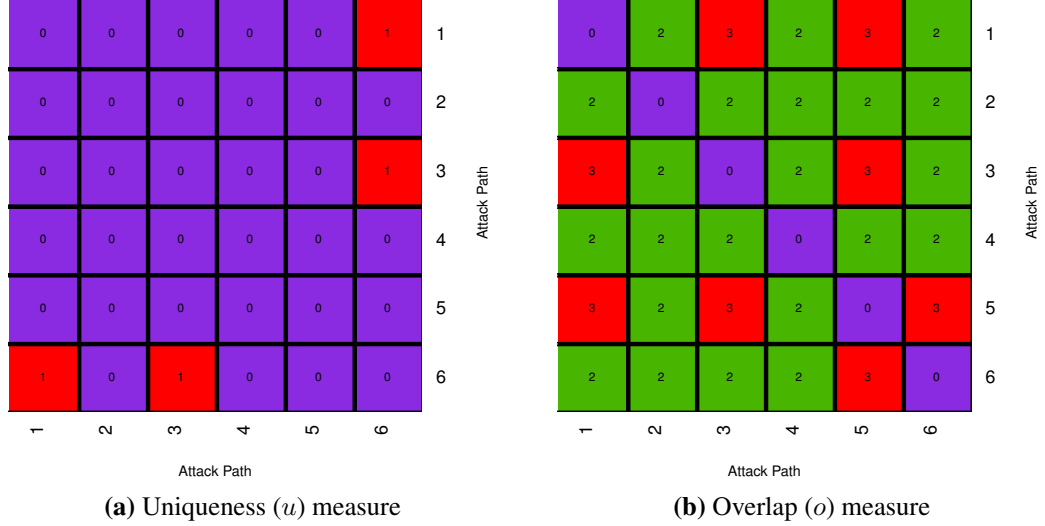 0 0 0 0 0 1 1
0 0 0 0 0 0 2
0 0 0 0 0 1 3
0 0 0 0 0 0 4
0 0 0 0 0 0 5
1 0 1 0 0 0 6
1 2 3 4 5 6
Attack Path
Attack Path
(a) Uniqueness (u) measure
0 2 3 2 3 2 1
2 0 2 2 2 2 2
3 2 0 2 3 2 3
2 2 2 0 2 2 4
3 2 3 2 0 3 5
2 2 2 2 3 0 6
1 2 3 4 5 6
Attack Path
Attack Path
(b) Overlap (o) measure